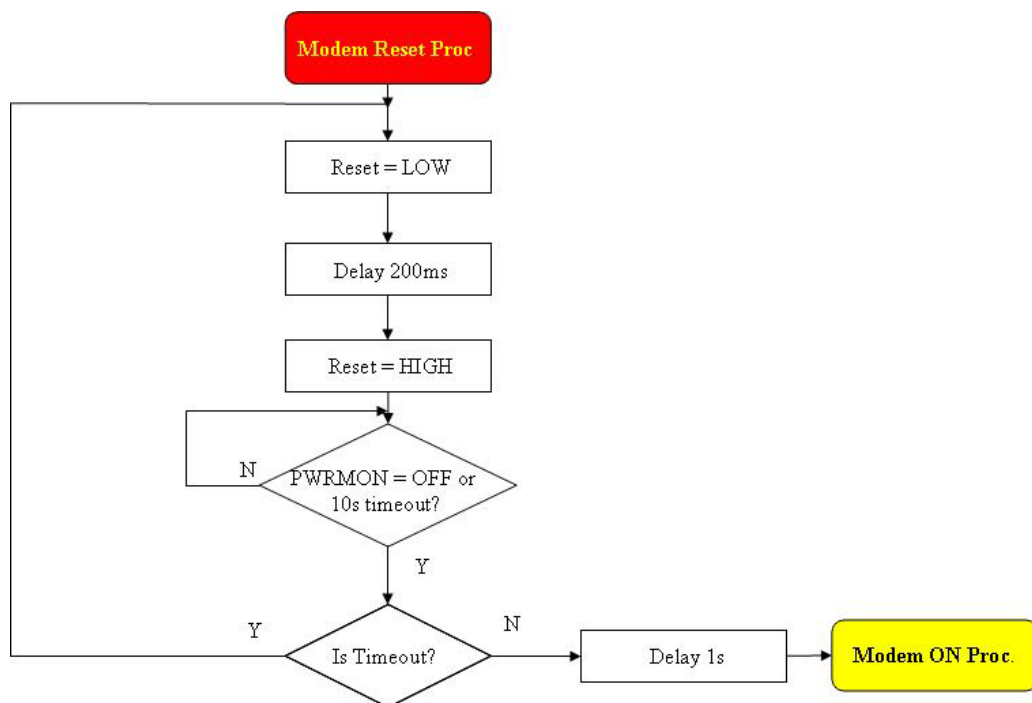 Modem Reset Proc
Reset = LOW
Delay 200ms
Reset = HIGH
N
PWRMON = OFF or
10s timeout?
Y
Y
Is Timeout?
N
Delay 1s
Modem ON Proc.